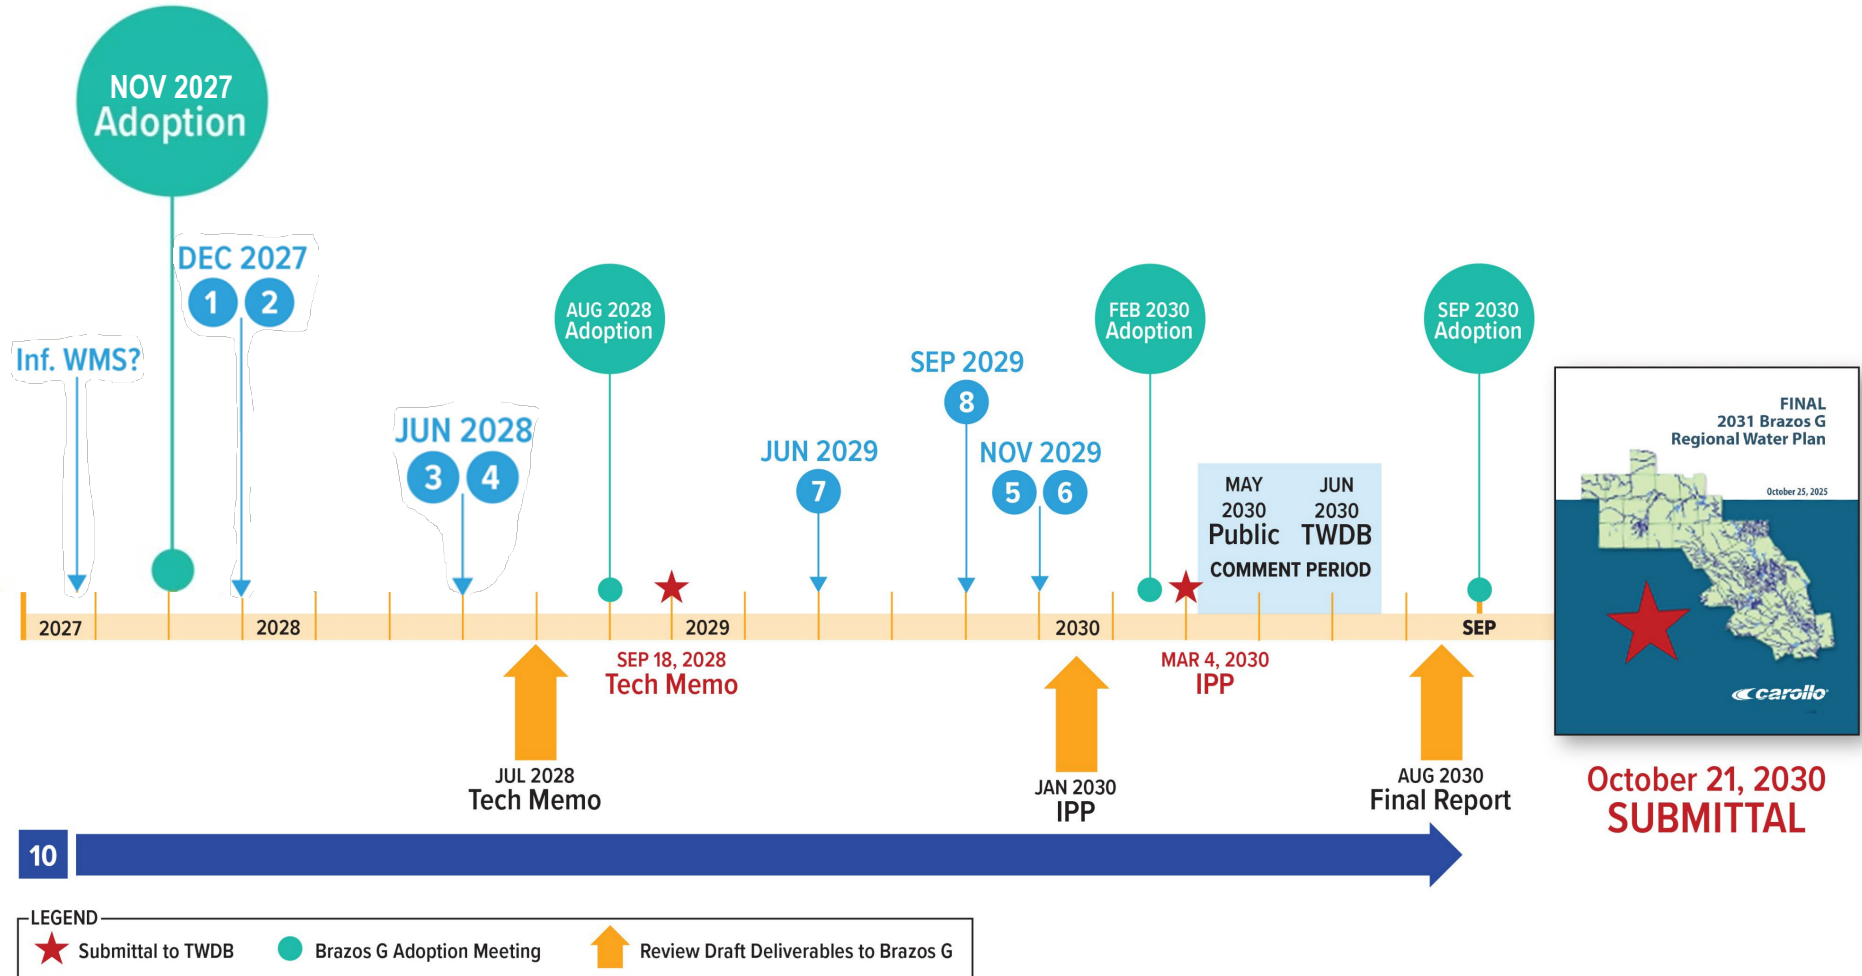 NOV 2027
Adoption
DEC 2027
1 2
Inf. WMS?
JUN 2028
3 4
AUG 2028
Adoption
JUN 2029
7
SEP 2029
8
NOV 2029
5 6
FEB 2030
Adoption
MAY
2030
Public
JUN
2030
TWDB
COMMENT PERIOD
SEP 2030
Adoption
FINAL
2031 Brazos G
Regional Water Plan
October 25, 2025
carollo
2027
2028
2029
2030
SEP
SEP 18, 2028
Tech Memo
MAR 4, 2030
IPP
JUL 2028
Tech Memo
JAN 2030
IPP
AUG 2030
Final Report
October 21, 2030
SUBMITTAL
10
LEGEND
Submittal to TWDB
Brazos G Adoption Meeting
Review Draft Deliverables to Brazos G